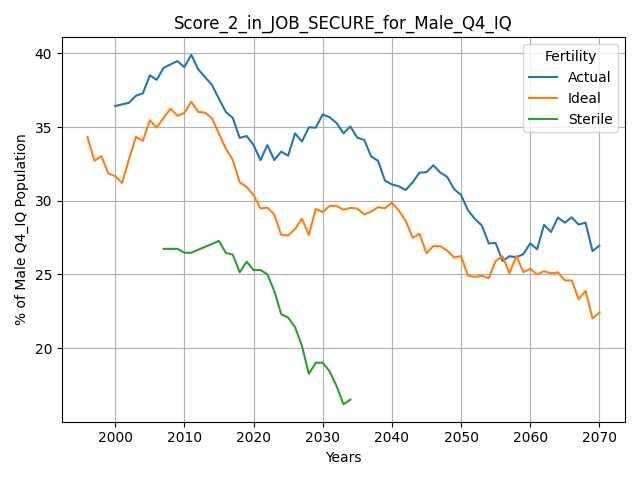 Score_2_in_JOB_SECURE_for_Male_Q4_IQ
Fertility
Actual
Ideal
Sterile
% of Male Q4_IQ Population
40
35
30
25
20
2000 2010 2020 2030 2040 2050 2060 2070
Years